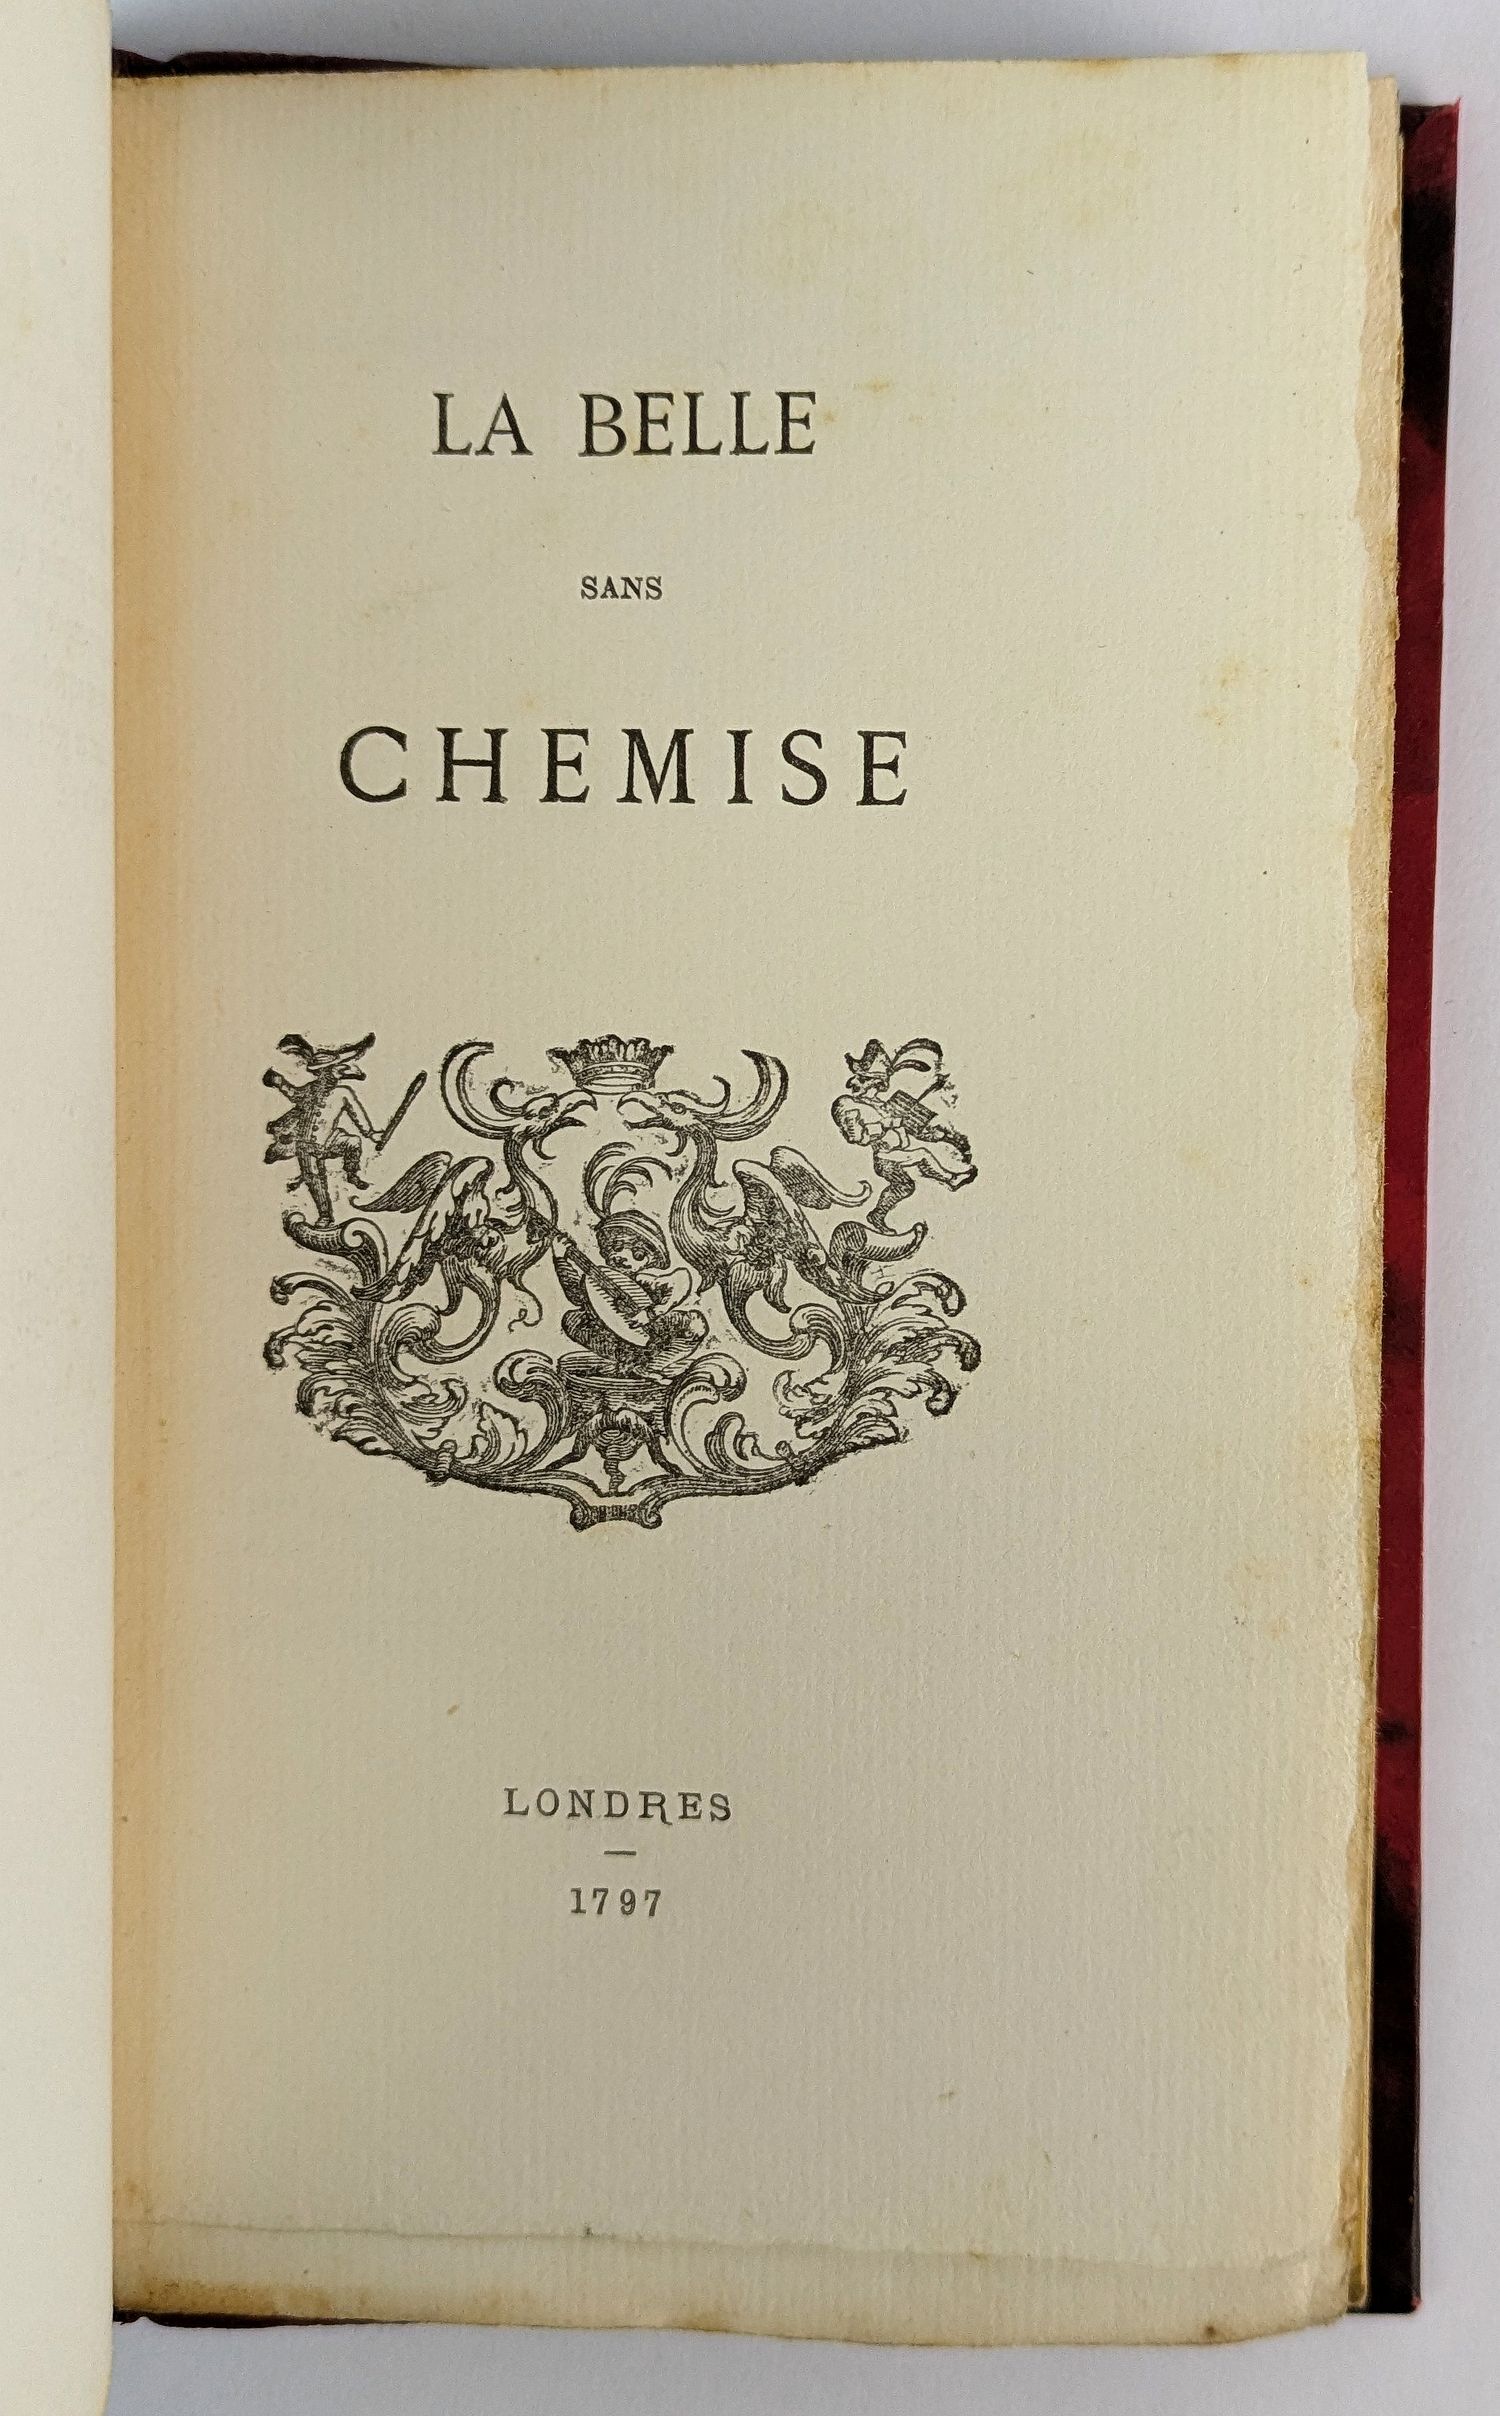 LA BELLE
SANS
CHEMISE
LONDRES
1797